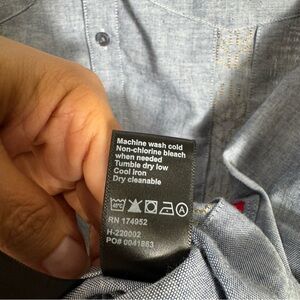 Machine wash cold
Non-chlorine bleach
when needed
Tumble dry low
Cool iron
Dry cleanable
A
RN 174952
H-220002
PO# 0041863